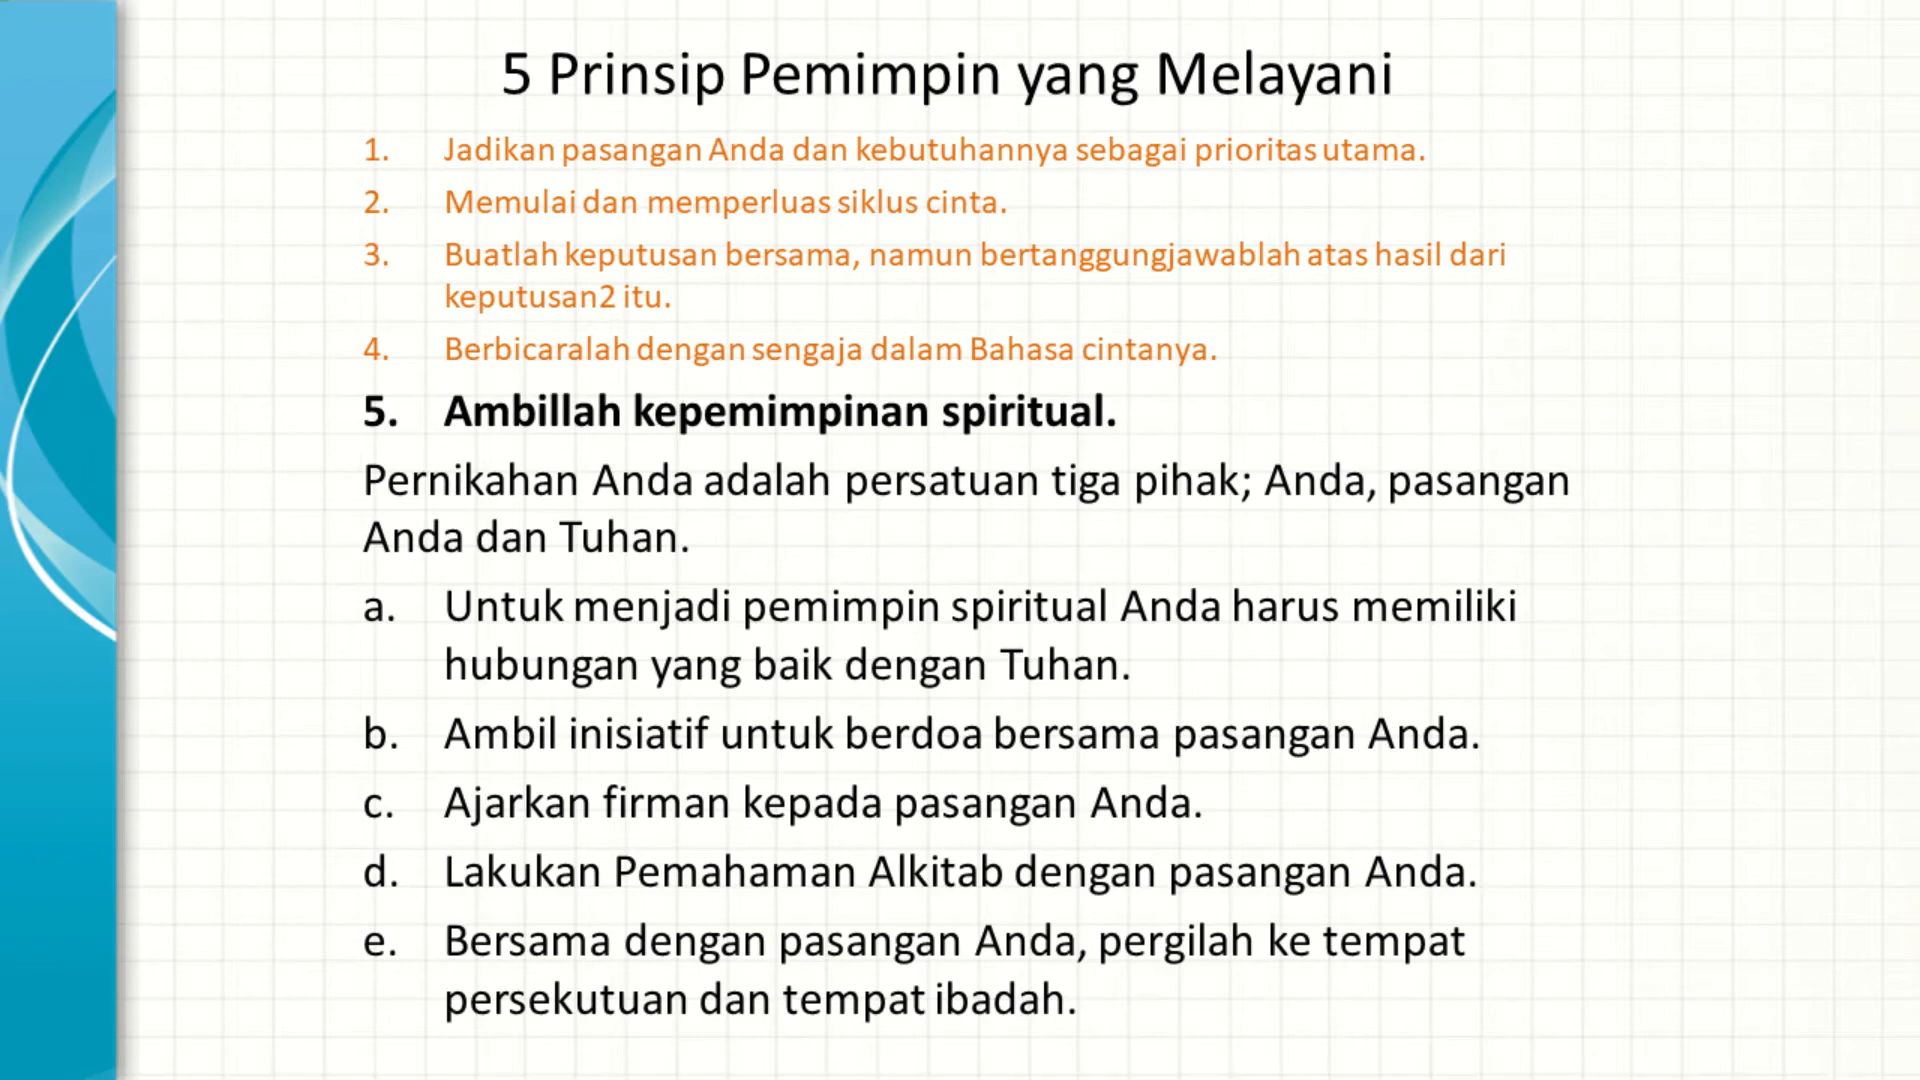 5 Prinsip Pemimpin yang Melayani
1. Jadikan pasangan Anda dan kebutuhannya sebagai prioritas utama.
2. Memulai dan memperluas siklus cinta.
3. Buatlah keputusan bersama, namun bertanggungjawablah atas hasil dari
keputusan2 itu.
4. Berbicaralah dengan sengaja dalam Bahasa cintanya.
5. Ambillah kepemimpinan spiritual.
Pernikahan Anda adalah persatuan tiga pihak; Anda, pasangan
Anda dan Tuhan.
a. Untuk menjadi pemimpin spiritual Anda harus memiliki
hubungan yang baik dengan Tuhan.
b. Ambil inisiatif untuk berdoa bersama pasangan Anda.
c. Ajarkan firman kepada pasangan Anda.
d. Lakukan Pemahaman Alkitab dengan pasangan Anda.
e. Bersama dengan pasangan Anda, pergilah ke tempat
persekutuan dan tempat ibadah.